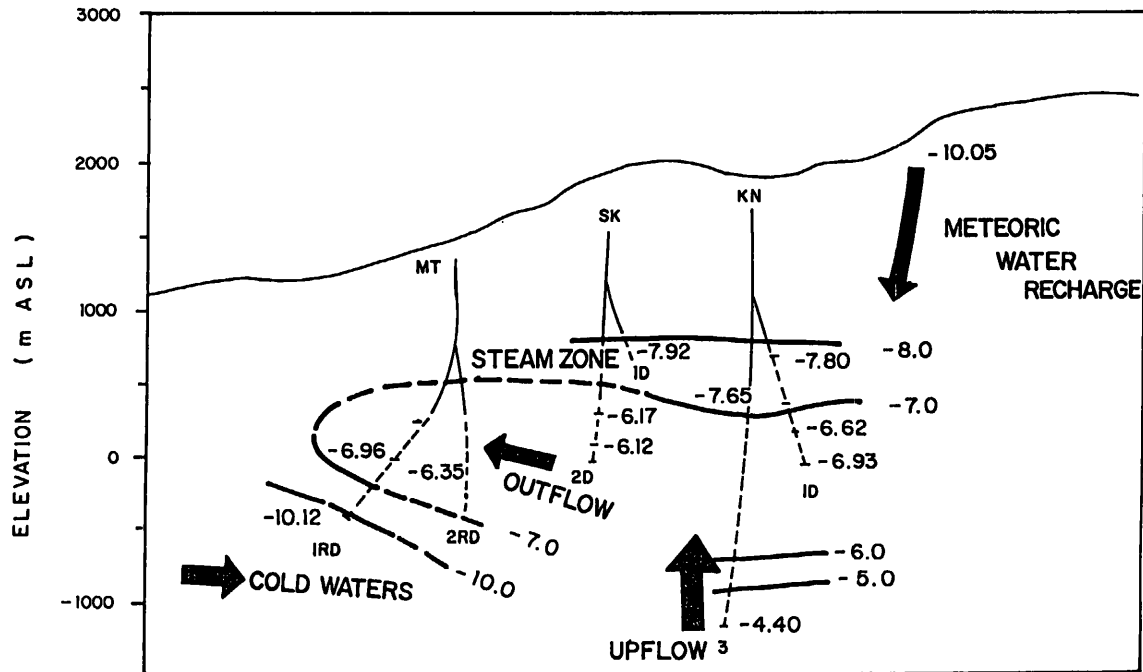 3000
2000
1000
0
-1000
ELEVATION (m ASL)
-10.05
KN
SK
METEORIC
WATER
RECHARGE
MT
STEAM ZONE
-7.92
1D
-7.80
-8.0
-7.65
-7.0
-6.17
-6.62
-6.12
-6.96
-6.35
-6.93
2D
1D
OUTFLOW
-10.12
2RD
-7.0
1RD
-6.0
COLD WATERS
-10.0
-5.0
-4.40
UPFLOW 3